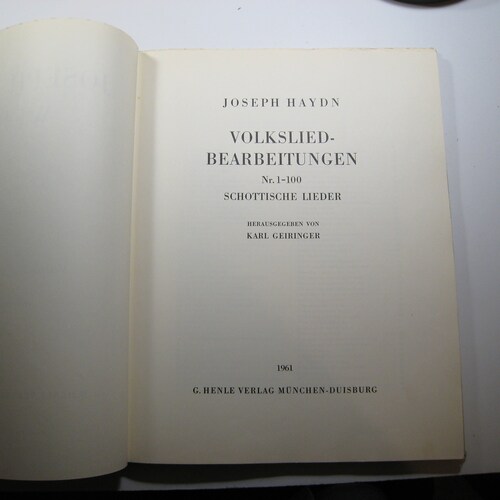 JOSEPH HAYDN
VOLKSLIED-
BEARBEITUNGEN
Nr. 1-100
SCHOTTISCHE LIEDER
HERAUSGEGEBEN VON
KARL GEIRINGER
1961
G. HENLE VERLAG MÜNCHEN-DUISBURG